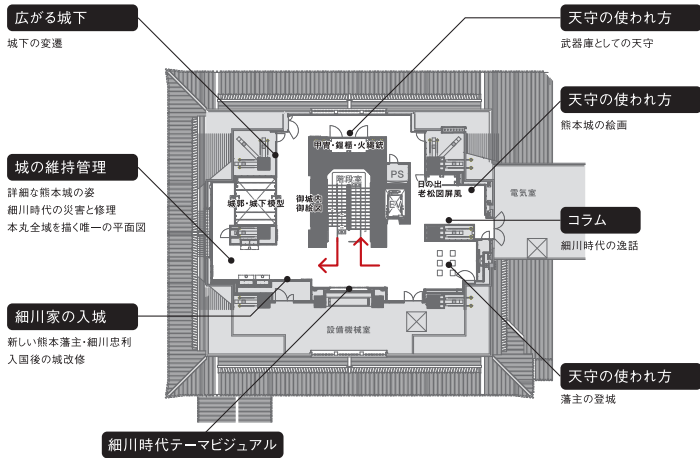 広がる城下
城下の変遷
天守の使われ方
武器庫としての天守
天守の使われ方
熊本城の絵画
城の維持管理
詳細な熊本城の姿
細川時代の災害と修理
本丸全域を描く唯一の平面図
コラム
細川時代の逸話
細川家の入城
新しい熊本藩主・細川忠利
入国後の城改修
天守の使われ方
藩主の登城
細川時代テーマビジュアル
甲冑・鎧櫃・火縄銃
階段室
PS
EV
御城内
御絵図
城郭・城下模型
日の出
老松図屏風
電気室
設備機械室